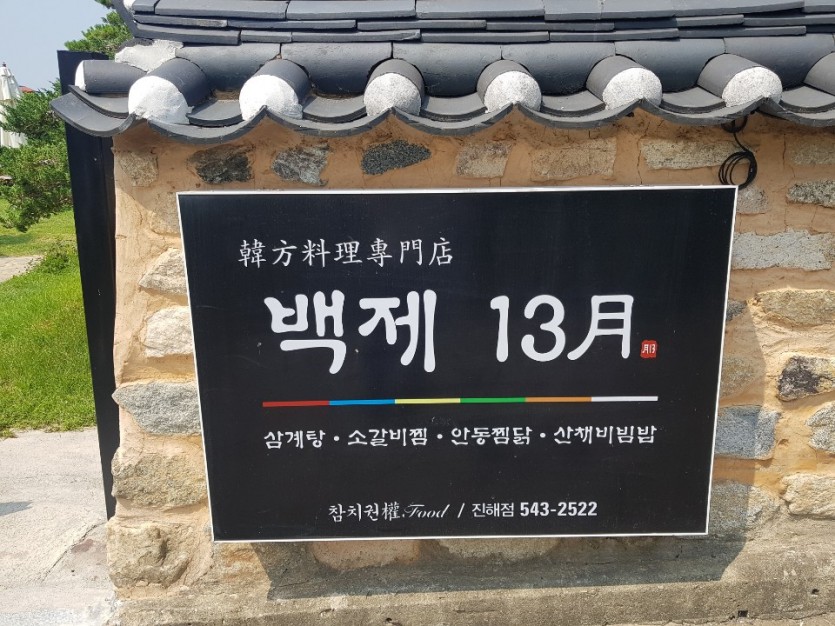 韓方料理專門店
백제 13月
삼계탕 · 소갈비찜 · 안동찜닭 · 산채비빔밥
참치권權 Food / 진해점 543-2522